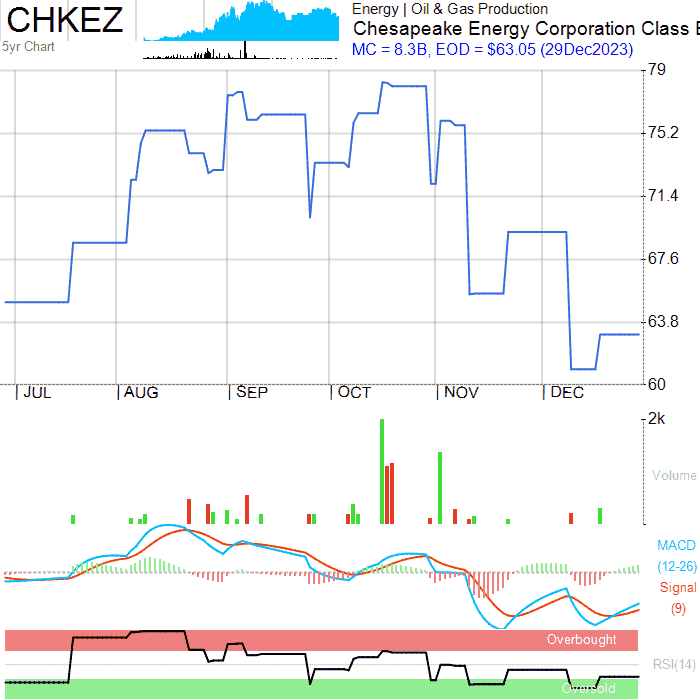 CHKEZ
5yr Chart
Energy | Oil & Gas Production
Chesapeake Energy Corporation Class
MC = 8.3B, EOD = $63.05 (29Dec2023)
79
75.2
71.4
67.6
63.8
60
| JUL | AUG | SEP | OCT | NOV | DEC
2k
Volume
MACD
(12-26)
Signal
(9)
Overbought
RSI(14)
Oversold